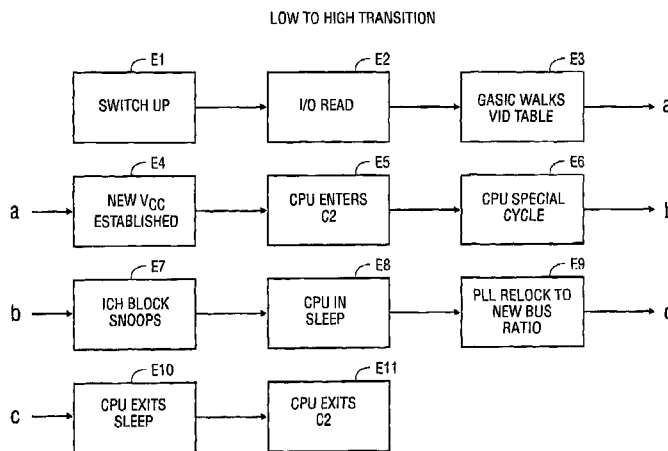 LOW TO HIGH TRANSITION
E1
SWITCH UP
E2
I/O READ
E3
GASIC WALKS
VID TABLE
a
a
E4
NEW VCC
ESTABLISHED
E5
CPU ENTERS
C2
E6
CPU SPECIAL
CYCLE
b
b
E7
ICH BLOCK
SNOOPS
E8
CPU IN
SLEEP
E9
PLL RELOCK TO
NEW BUS
RATIO
c
c
E10
CPU EXITS
SLEEP
E11
CPU EXITS
C2